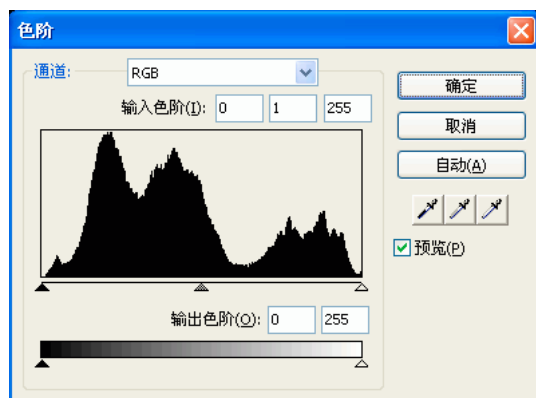 色阶
通道: RGB
输入色阶(I): 0 1 255
输出色阶(O): 0 255
确定
取消
自动(A)
预览(P)